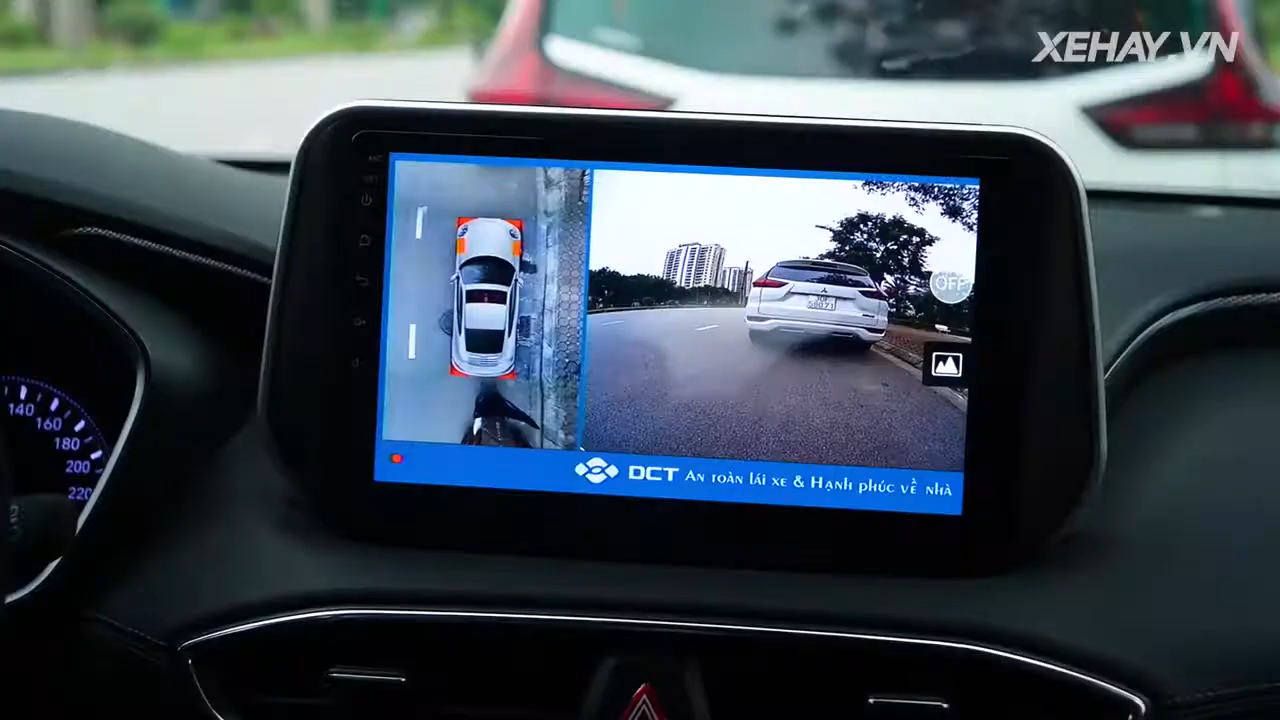 XEHAY.VN
OFF
DCT An toàn lái xe & Hạnh phúc về nhà
140
160
180
200
220